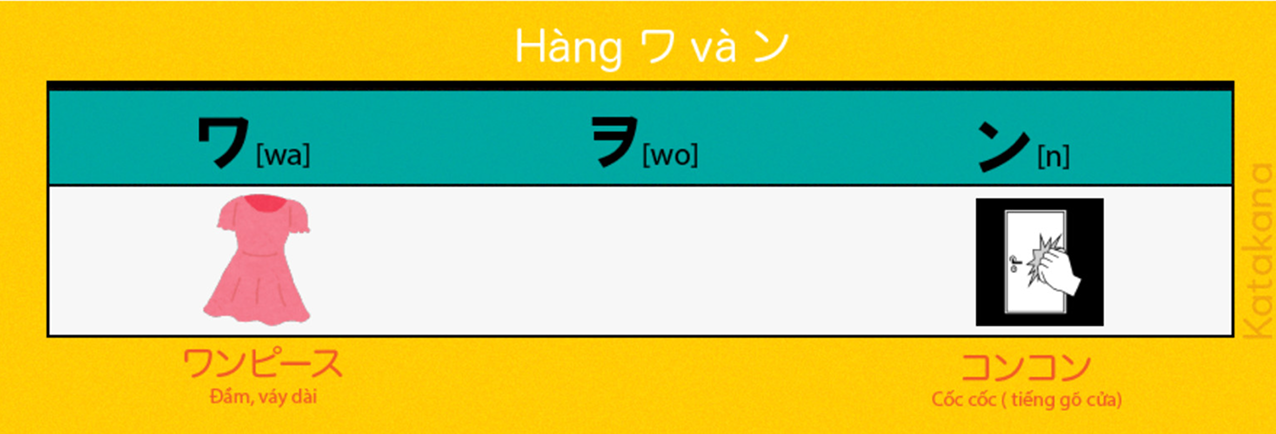 Hàng ワ và ン
ワ[wa]
ヲ[wo]
ン[n]
ワンピース
Đầm, váy dài
コンコン
Cốc cốc ( tiếng gõ cửa)
Katakana